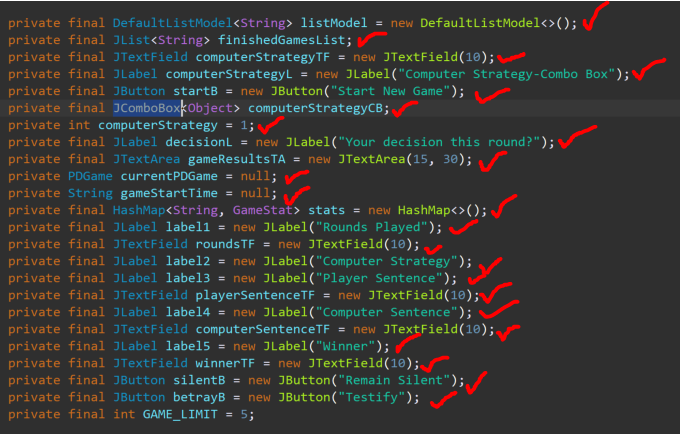 private final DefaultListModel<String> listModel = new DefaultListModel<>();
private final JList<String> finishedGamesList;
private final JTextField computerStrategyTF = new JTextField(10);
private final JLabel computerStrategyL = new JLabel("Computer Strategy-Combo Box");
private final JButton startB = new JButton("Start New Game");
private final JComboBox<Object> computerStrategyCB;
private int computerStrategy = 1;
private final JLabel decisionL = new JLabel("Your decision this round?");
private final JTextArea gameResultsTA = new JTextArea(15, 30);
private PDGame currentPDGame = null;
private String gameStartTime = null;
private final HashMap<String, GameStat> stats = new HashMap<>();
private final JLabel label1 = new JLabel("Rounds Played");
private final JTextField roundsTF = new JTextField(10);
private final JLabel label2 = new JLabel("Computer Strategy");
private final JLabel label3 = new JLabel("Player Sentence");
private final JTextField playerSentenceTF = new JTextField(10);
private final JLabel label4 = new JLabel("Computer Sentence");
private final JTextField computerSentenceTF = new JTextField(10);
private final JLabel label5 = new JLabel("Winner");
private final JTextField winnerTF = new JTextField(10);
private final JButton silentB = new JButton("Remain Silent");
private final JButton betrayB = new JButton("Testify");
private final int GAME_LIMIT = 5;